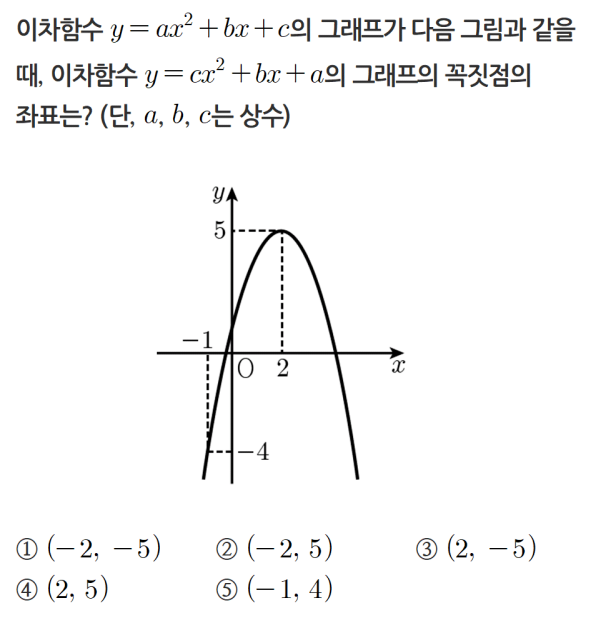 이차함수 y = ax² + bx + c의 그래프가 다음 그림과 같을
때, 이차함수 y = cx² + bx + a의 그래프의 꼭짓점의
좌표는? (단, a, b, c는 상수)
y
5
−1
O 2 x
−4
① (−2, −5) ② (−2, 5) ③ (2, −5)
④ (2, 5) ⑤ (−1, 4)